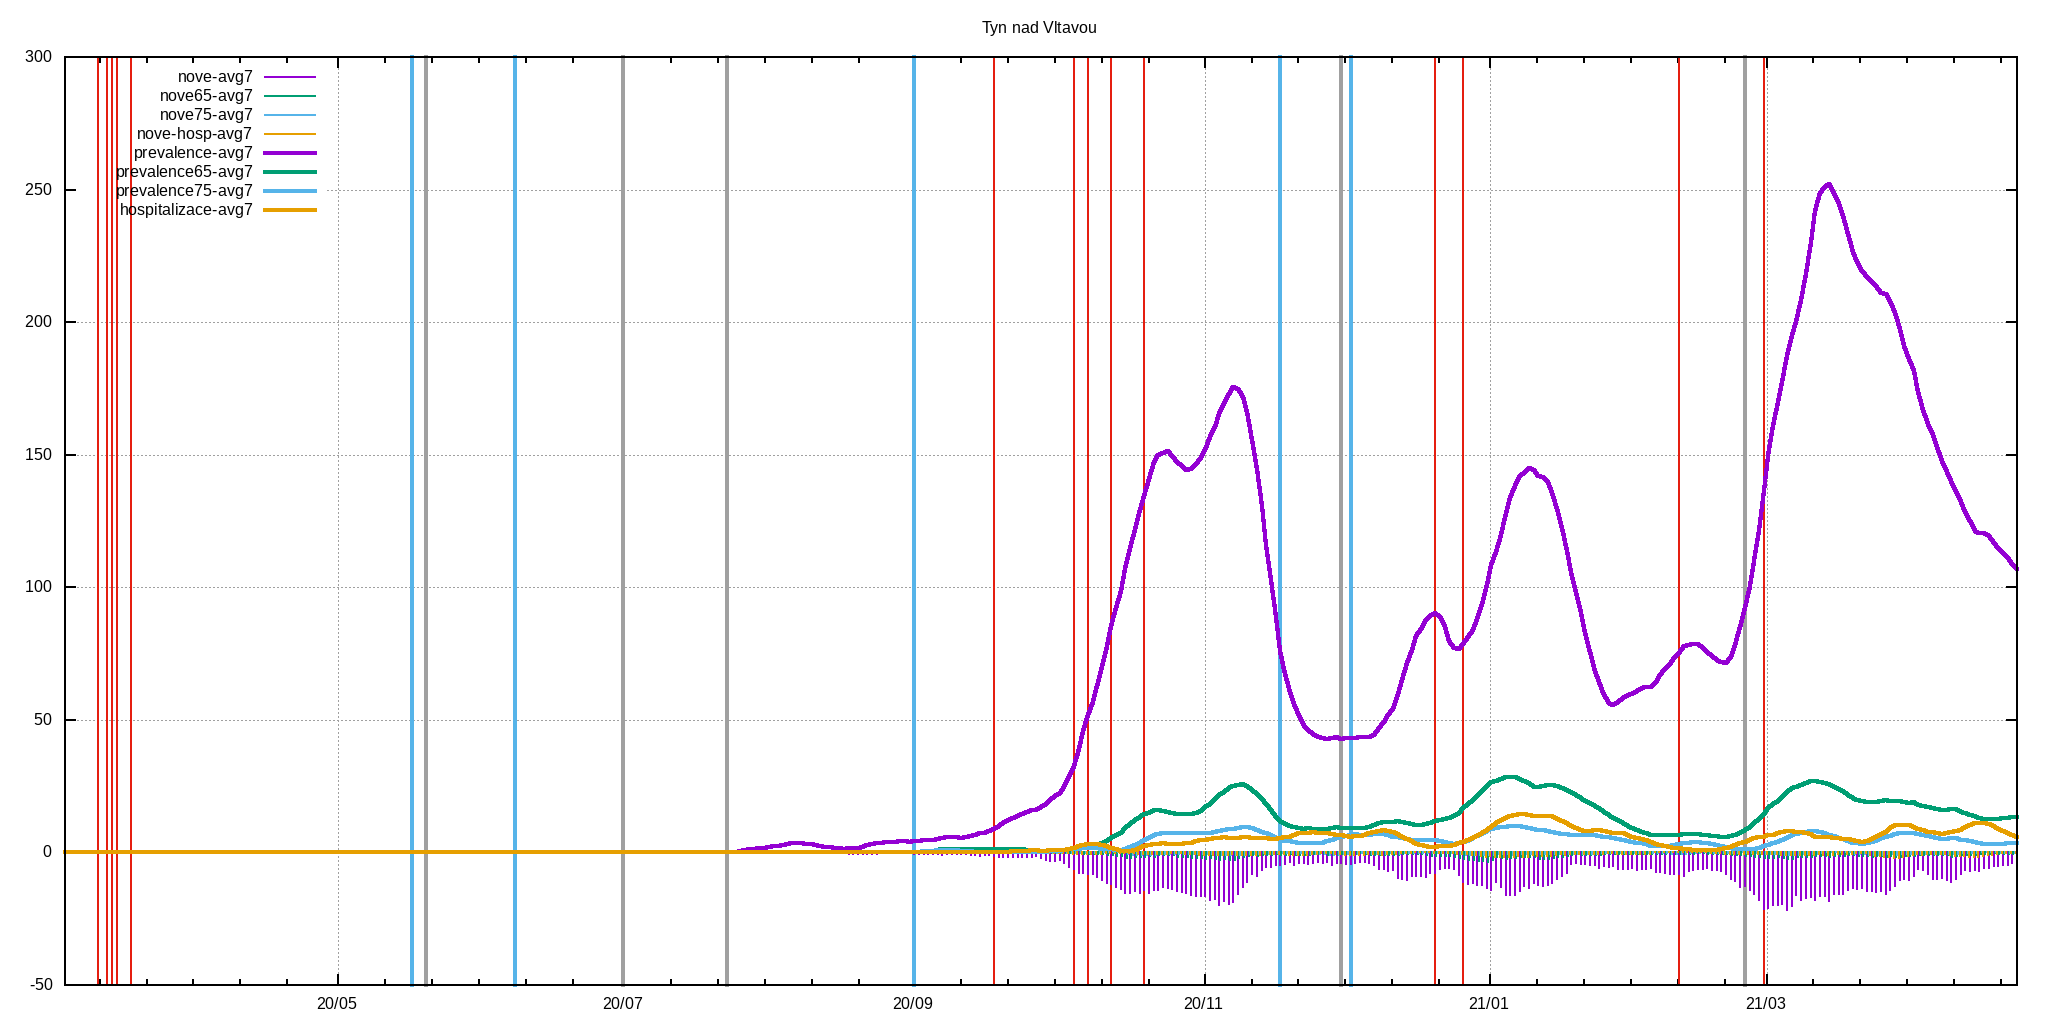 Tyn nad Vltavou
300
250
200
150
100
50
0
-50
nove-avg7
nove65-avg7
nove75-avg7
nove-hosp-avg7
prevalence-avg7
prevalence65-avg7
prevalence75-avg7
hospitalizace-avg7
20/05
20/07
20/09
20/11
21/01
21/03